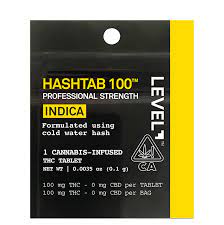 HASHTAB 100™
PROFESSIONAL STRENGTH
INDICA
Formulated using
cold water hash
1 CANNABIS-INFUSED
THC TABLET
NET WT | 0.0035 oz (0.1 g)
100 mg THC - 0 mg CBD per TABLET
100 mg THC - 0 mg CBD per BAG
LEVEL™
CA